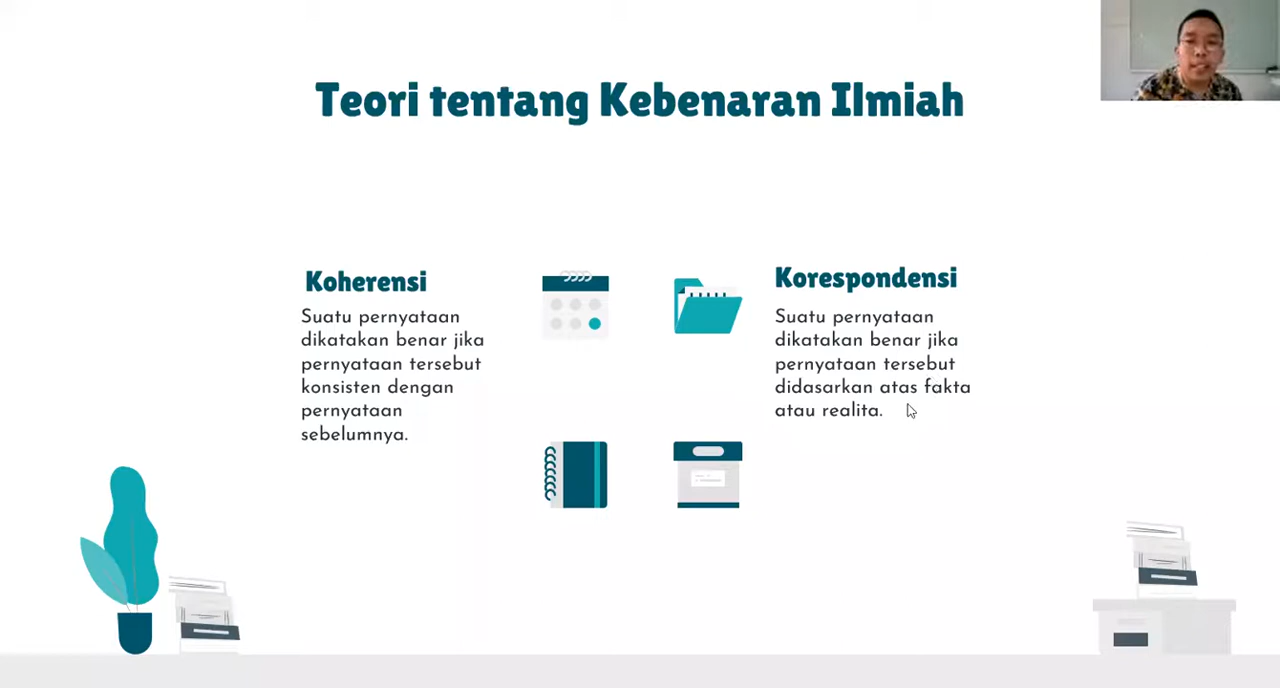 Teori tentang Kebenaran Ilmiah
Koherensi
Suatu pernyataan
dikatakan benar jika
pernyataan tersebut
konsisten dengan
pernyataan
sebelumnya.
Korespondensi
Suatu pernyataan
dikatakan benar jika
pernyataan tersebut
didasarkan atas fakta
atau realita.